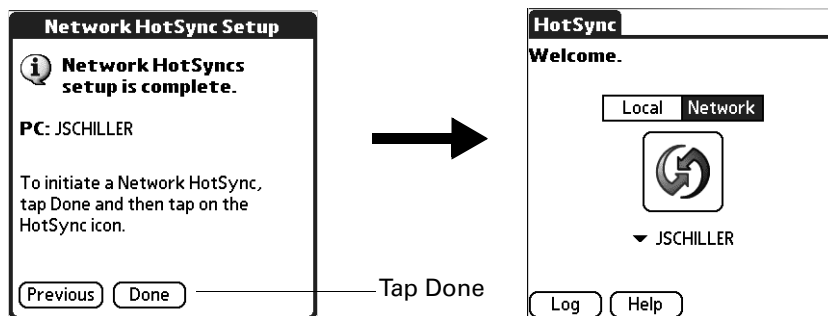 Network HotSync Setup
Network HotSyncs
setup is complete.
PC: JSCHILLER
To initiate a Network HotSync,
tap Done and then tap on the
HotSync icon.
Previous Done
Tap Done
HotSync
Welcome.
Local Network
JSCHILLER
Log Help